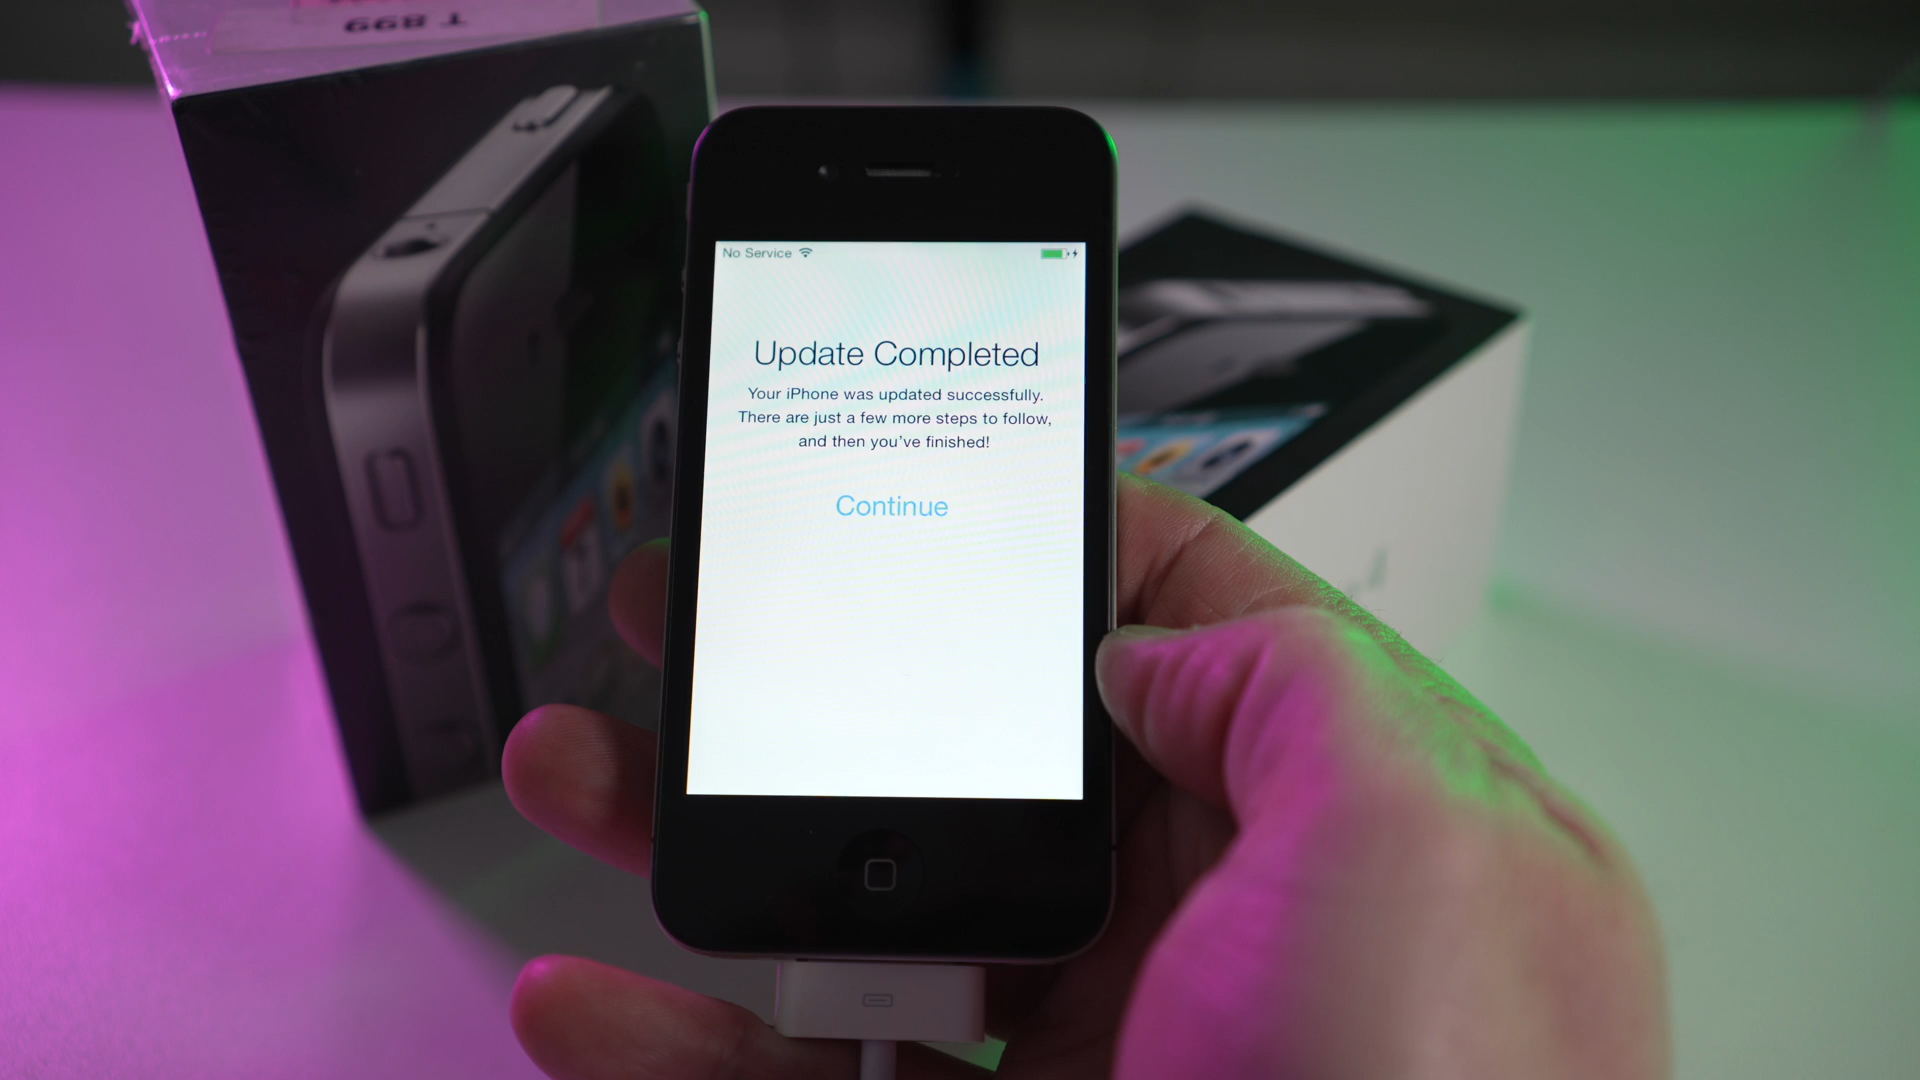 T 899
No Service
Update Completed
Your iPhone was updated successfully.
There are just a few more steps to follow,
and then you’ve finished!
Continue